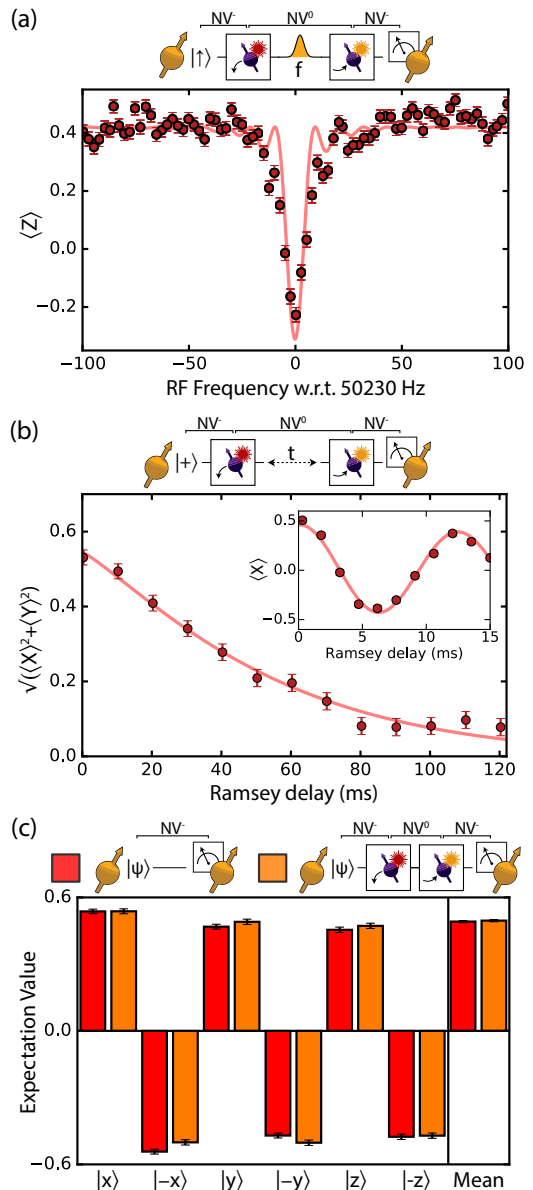 (a)
NV⁻ NV⁰ NV⁻
|↑⟩
f
0.4
0.2
0.0
−0.2
⟨Z⟩
−100 −50 0 50 100
RF Frequency w.r.t. 50230 Hz
(b)
NV⁻ NV⁰ NV⁻
|+⟩
t
0.6
0.4
0.2
0.0
√(⟨X⟩²+⟨Y⟩²)
0.5
0.0
−0.5
⟨X⟩
0 5 10 15
Ramsey delay (ms)
0 20 40 60 80 100 120
Ramsey delay (ms)
(c)
NV⁻
|ψ⟩
NV⁻ NV⁰ NV⁻
|ψ⟩
0.6
0.0
−0.6
Expectation Value
|x⟩ |−x⟩ |y⟩ |−y⟩ |z⟩ |-z⟩ Mean